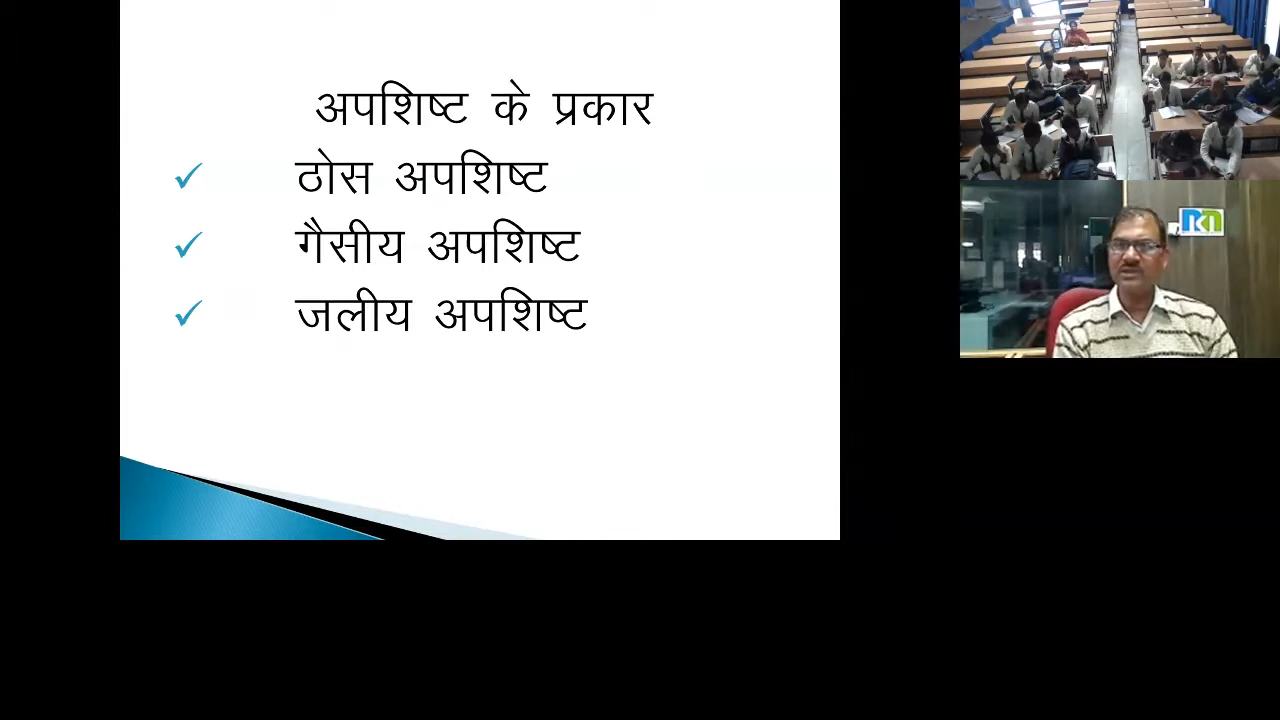 अपशिष्ट के प्रकार
ठोस अपशिष्ट
गैसीय अपशिष्ट
जलीय अपशिष्ट